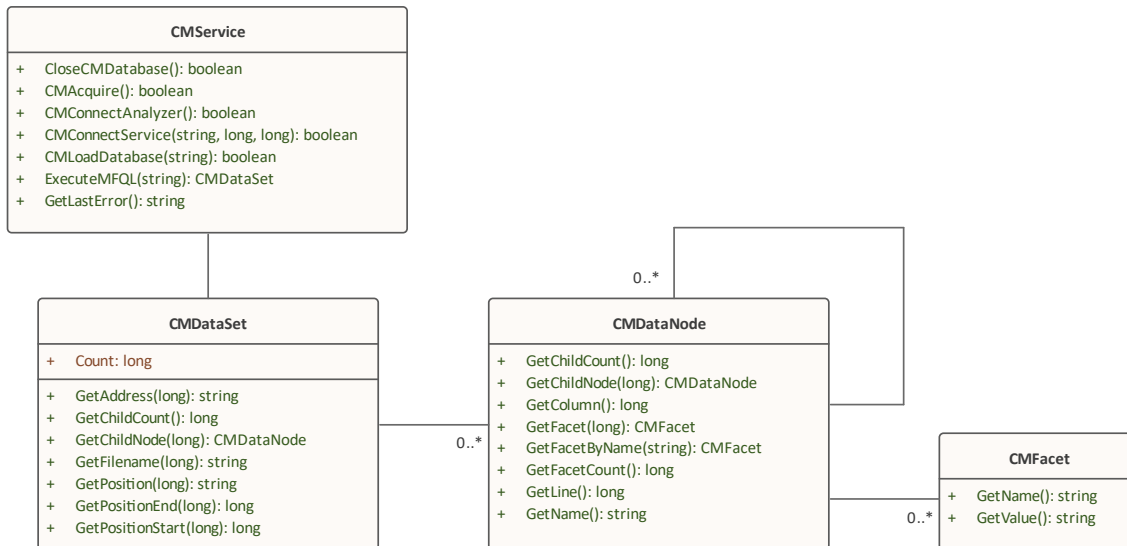 CMService
+ CloseCMDatabase(): boolean
+ CMAcquire(): boolean
+ CMConnectAnalyzer(): boolean
+ CMConnectService(string, long, long): boolean
+ CMLoadDatabase(string): boolean
+ ExecuteMFQL(string): CMDataSet
+ GetLastError(): string
0..*
CMDataSet
+ Count: long
+ GetAddress(long): string
+ GetChildCount(): long
+ GetChildNode(long): CMDataNode
+ GetFilename(long): string
+ GetPosition(long): string
+ GetPositionEnd(long): long
+ GetPositionStart(long): long
0..*
CMDataNode
+ GetChildCount(): long
+ GetChildNode(long): CMDataNode
+ GetColumn(): long
+ GetFacet(long): CMFacet
+ GetFacetByName(string): CMFacet
+ GetFacetCount(): long
+ GetLine(): long
+ GetName(): string
0..*
CMFacet
+ GetName(): string
+ GetValue(): string